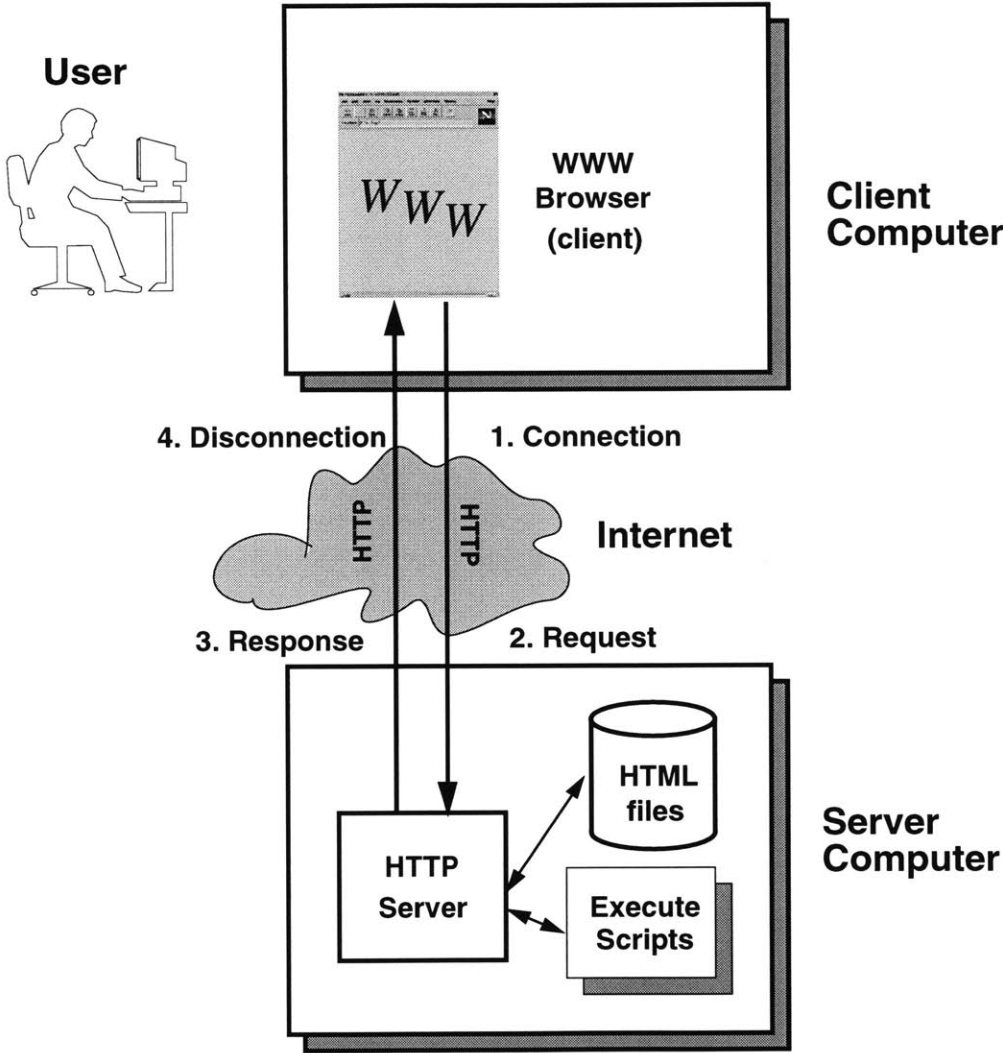 User
WWW
WWW
Browser
(client)
Client
Computer
4. Disconnection
1. Connection
HTTP
HTTP
Internet
3. Response
2. Request
HTML
files
HTTP
Server
Execute
Scripts
Server
Computer